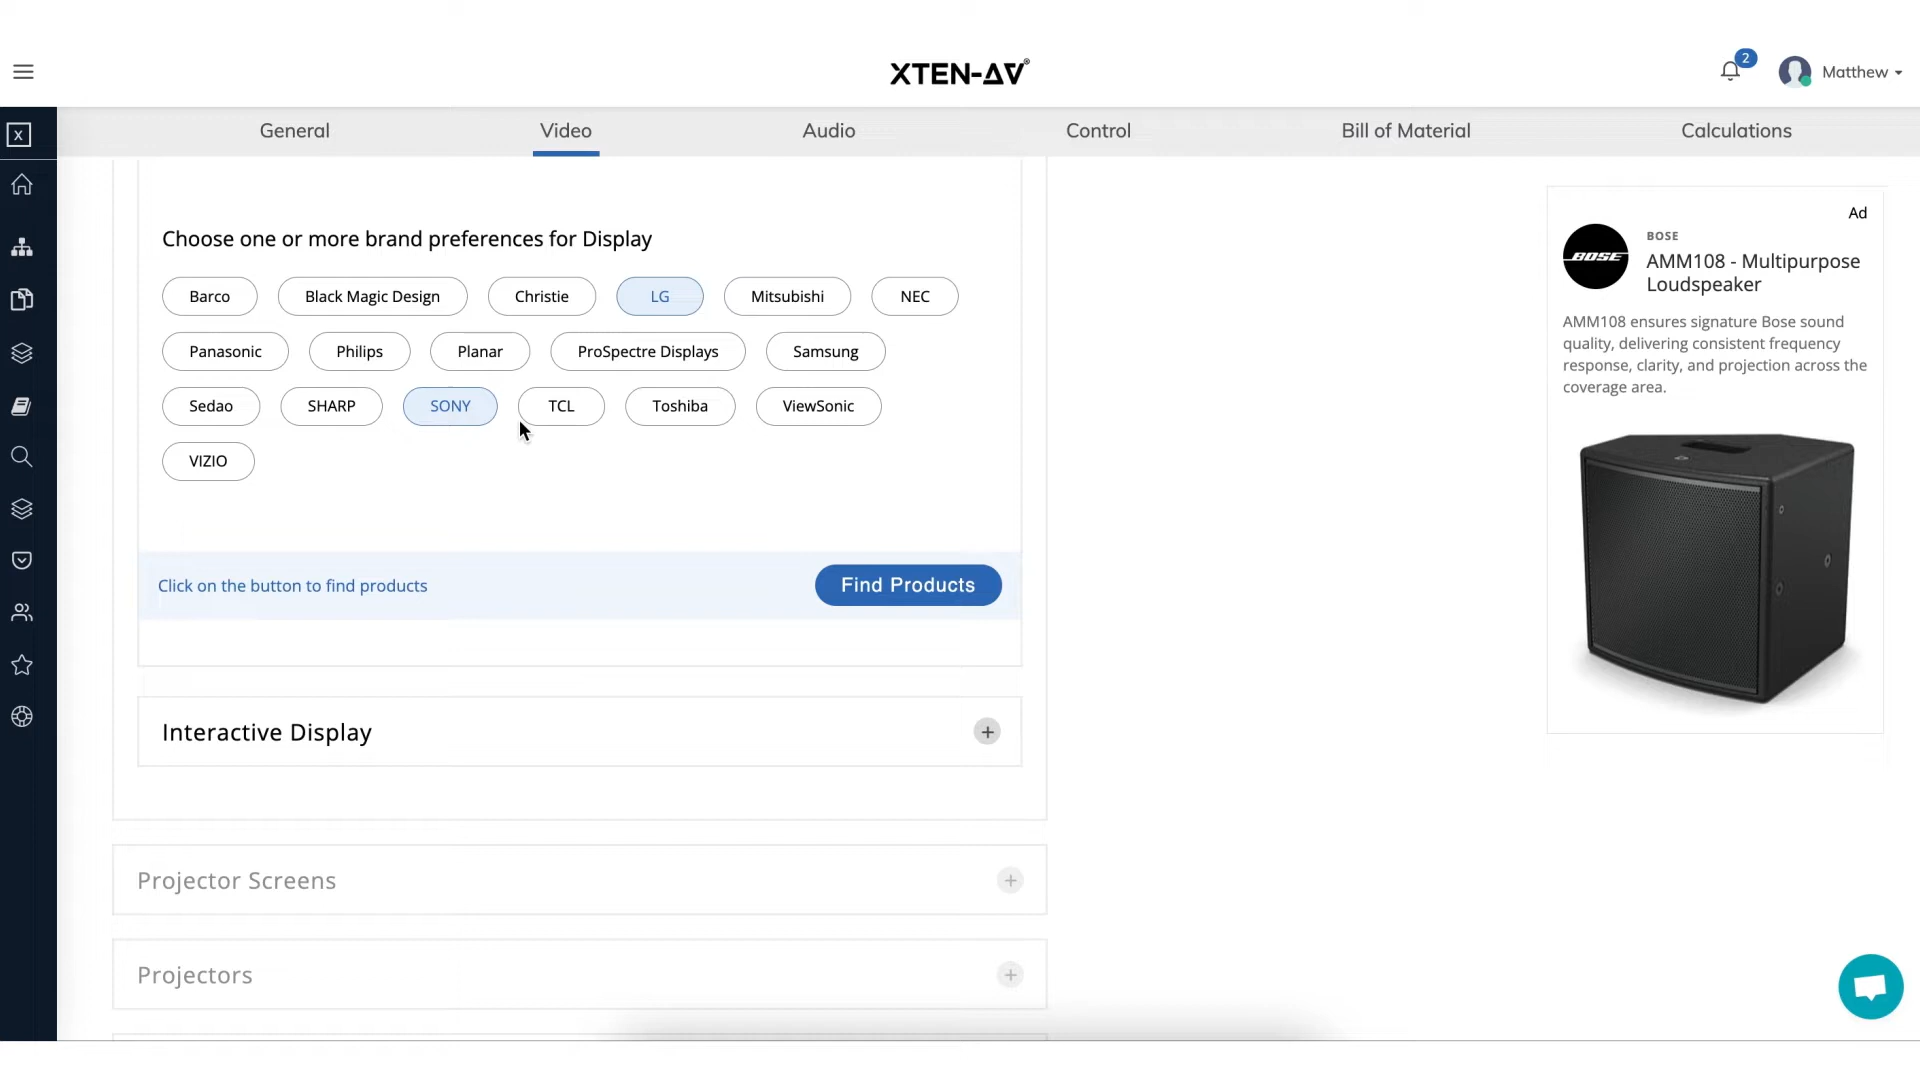 XTEN-AV®
2
Matthew
X
General
Video
Audio
Control
Bill of Material
Calculations
Choose one or more brand preferences for Display
Barco
Black Magic Design
Christie
LG
Mitsubishi
NEC
Panasonic
Philips
Planar
ProSpectre Displays
Samsung
Sedao
SHARP
SONY
TCL
Toshiba
ViewSonic
VIZIO
Click on the button to find products
Find Products
Interactive Display
Projector Screens
Projectors
Ad
BOSE
BOSE
AMM108 - Multipurpose
Loudspeaker
AMM108 ensures signature Bose sound
quality, delivering consistent frequency
response, clarity, and projection across the
coverage area.